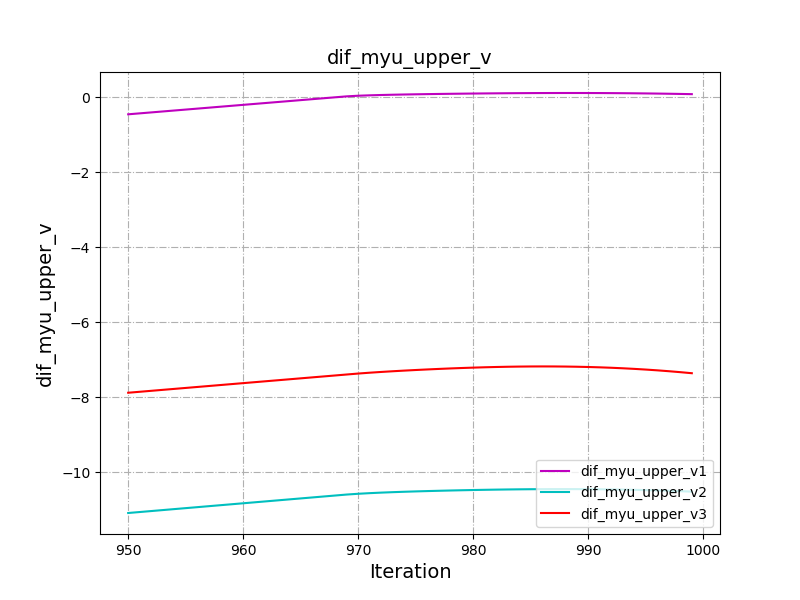 dif_myu_upper_v
dif_myu_upper_v
0
−2
−4
−6
−8
−10
dif_myu_upper_v1
dif_myu_upper_v2
dif_myu_upper_v3
950 960 970 980 990 1000
Iteration